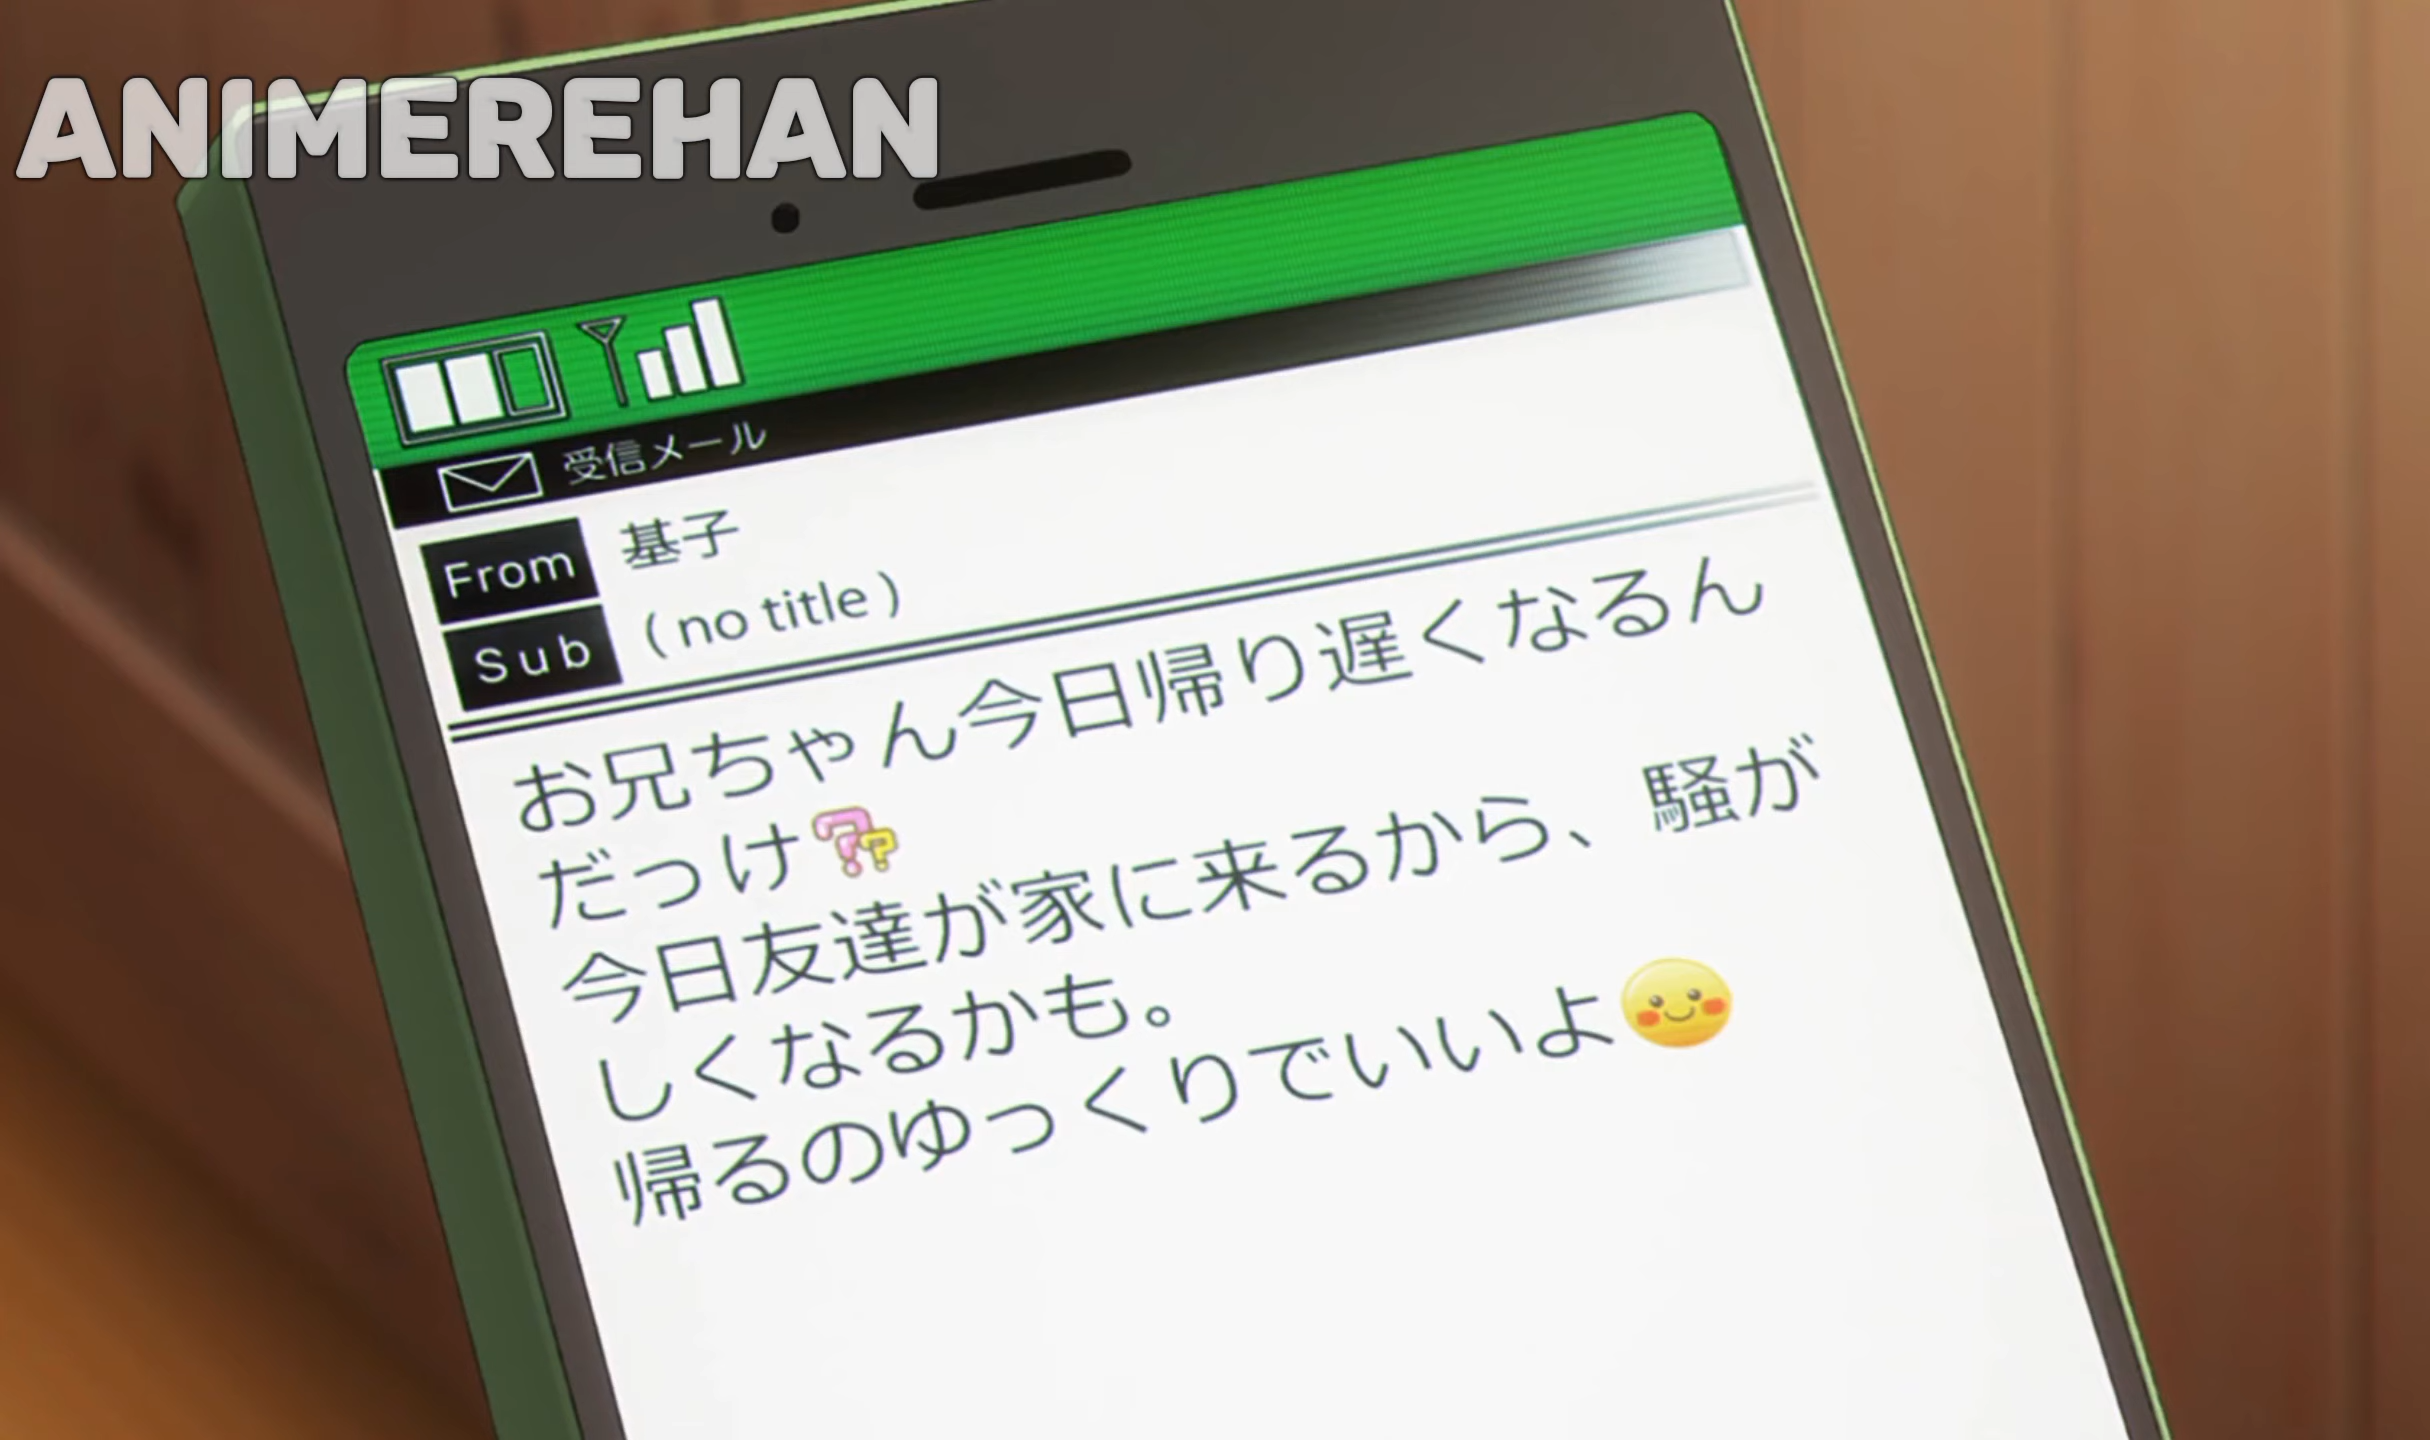 ANIMEREHAN
受信メール
From 基子
Sub (no title)
お兄ちゃん今日帰り遅くなるん
だっけ
今日友達が家に来るから、騒が
しくなるかも。
帰るのゆっくりでいいよ